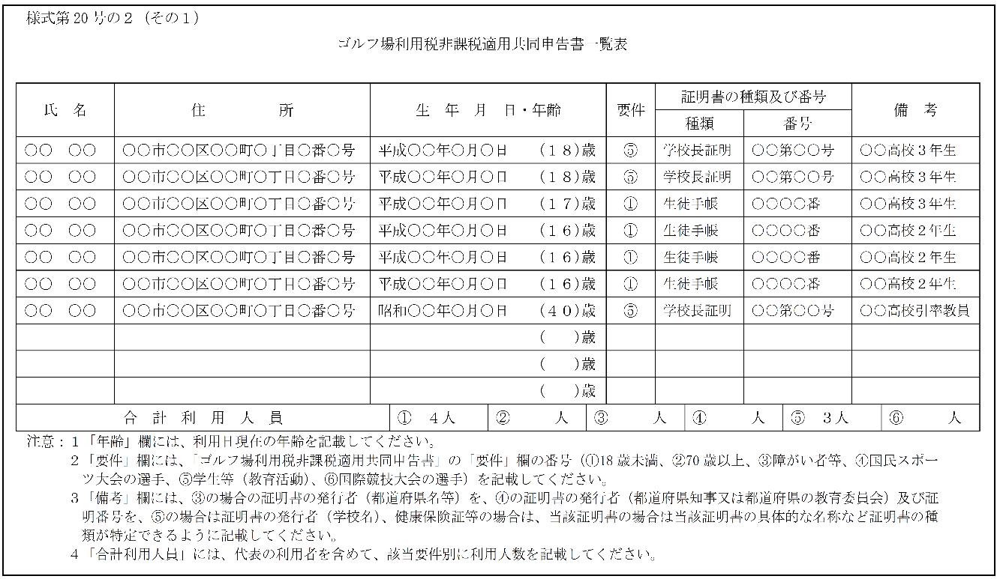 様式第20号の2（その1）
ゴルフ場利用税非課税適用共同申告書一覧表
氏　名　住　所　生　年　月　日・年齢　要件　証明書の種類及び番号　備　考
種類　番号
○○　○○　○○市○○区○○町○丁目○番○号　平成○○年○月○日　（１８）歳　⑤　学校長証明　○○第○○号　○○高校３年生
○○　○○　○○市○○区○○町○丁目○番○号　平成○○年○月○日　（１８）歳　⑤　学校長証明　○○第○○号　○○高校３年生
○○　○○　○○市○○区○○町○丁目○番○号　平成○○年○月○日　（１７）歳　①　生徒手帳　○○○○番　○○高校３年生
○○　○○　○○市○○区○○町○丁目○番○号　平成○○年○月○日　（１６）歳　①　生徒手帳　○○○○番　○○高校２年生
○○　○○　○○市○○区○○町○丁目○番○号　平成○○年○月○日　（１６）歳　①　生徒手帳　○○○○番　○○高校２年生
○○　○○　○○市○○区○○町○丁目○番○号　平成○○年○月○日　（１６）歳　①　生徒手帳　○○○○番　○○高校２年生
○○　○○　○○市○○区○○町○丁目○番○号　昭和○○年○月○日　（４０）歳　⑤　学校長証明　○○第○○号　○○高校引率教員
（　　）歳
（　　）歳
（　　）歳
合　計　利　用　人　員　①　４人　②　人　③　人　④　人　⑤　３人　⑥　人
注意：１「年齢」欄には、利用日現在の年齢を記載してください。
２「要件」欄には、「ゴルフ場利用税非課税適用共同申告書」の「要件」欄の番号（①18歳未満、②70歳以上、③障がい者等、④国民スポー
ツ大会の選手、⑤学生等（教育活動）、⑥国際競技大会の選手）を記載してください。
３「備考」欄には、③の場合の証明書の発行者（都道府県名等）を、④の証明書の発行者（都道府県知事又は都道府県の教育委員会）及び証
明番号を、⑤の場合は証明書の発行者（学校名）、健康保険証等の場合は、当該証明書の場合は当該証明書の具体的な名称など証明書の種
類が特定できるように記載してください。
４「合計利用人員」には、代表の利用者を含めて、該当要件別に利用人数を記載してください。